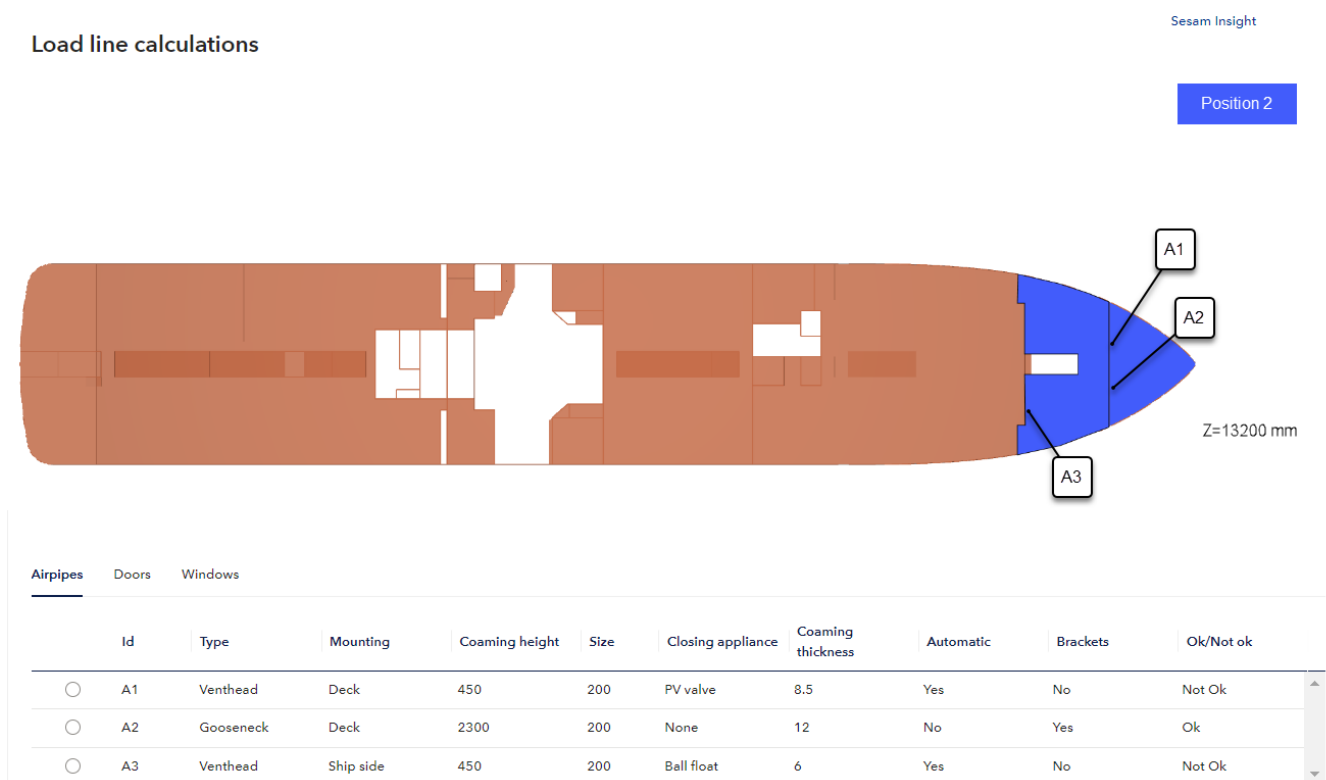 Sesam Insight
Load line calculations
Position 2
A1
A2
Z=13200 mm
A3
Airpipes Doors Windows
Id Type Mounting Coaming height Size Closing appliance Coaming thickness Automatic Brackets Ok/Not ok
A1 Venthead Deck 450 200 PV valve 8.5 Yes No Not Ok
A2 Gooseneck Deck 2300 200 None 12 No Yes Ok
A3 Venthead Ship side 450 200 Ball float 6 Yes No Not Ok